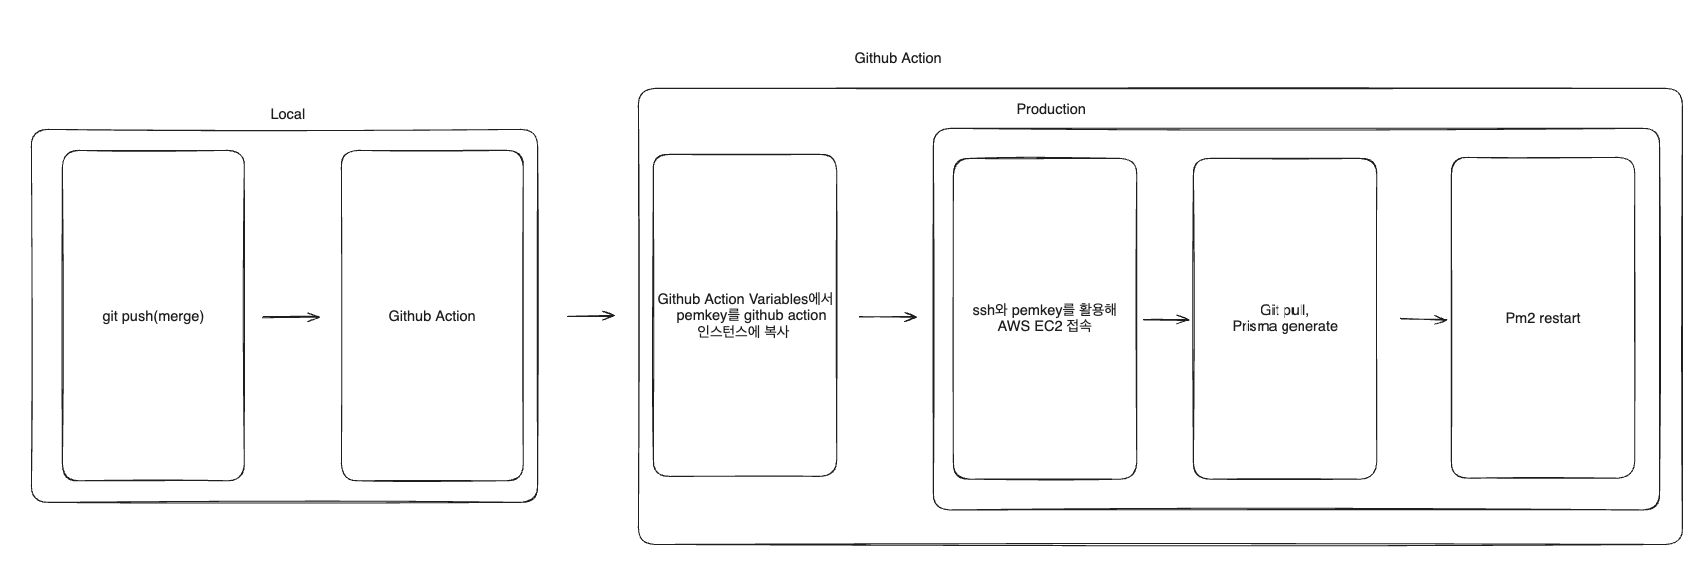 Github Action
Local
Production
git push(merge)
Github Action
Github Action Variables에서
pemkey를 github action
인스턴스에 복사
ssh와 pemkey를 활용해
AWS EC2 접속
Git pull,
Prisma generate
Pm2 restart